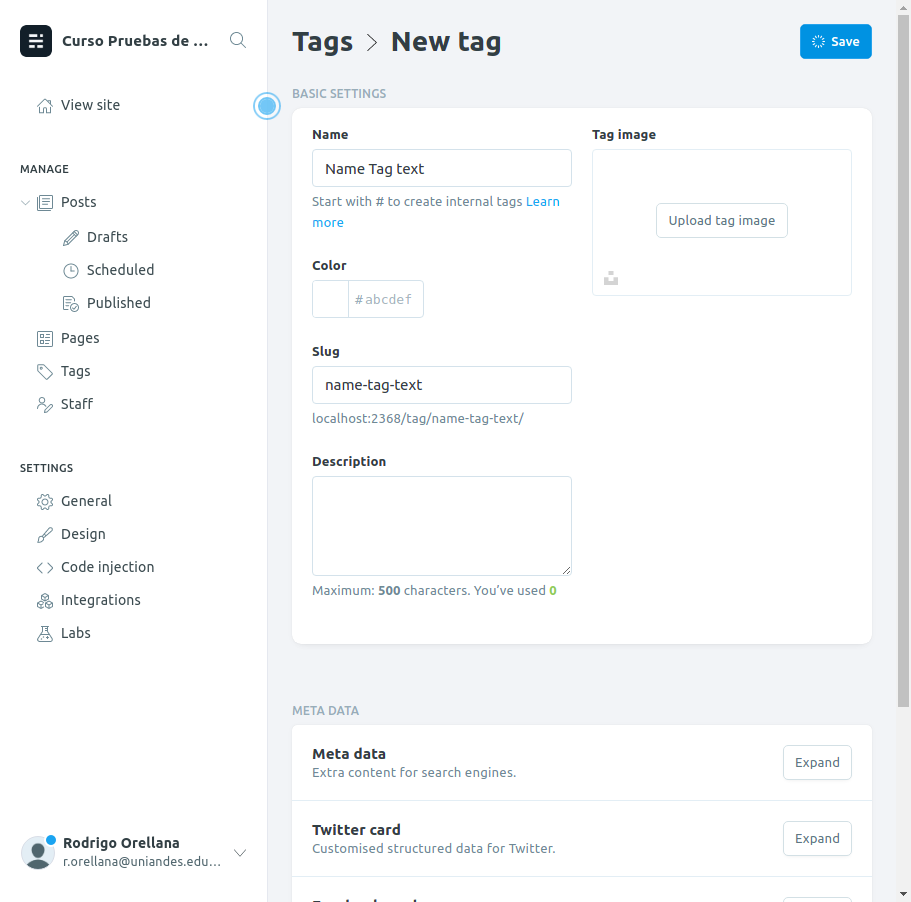 Curso Pruebas de ...
View site
MANAGE
Posts
Drafts
Scheduled
Published
Pages
Tags
Staff
SETTINGS
General
Design
Code injection
Integrations
Labs
Rodrigo Orellana
r.orellana@uniandes.edu...
Tags > New tag
Save
BASIC SETTINGS
Name
Name Tag text
Start with # to create internal tags Learn
more
Color
#abcdef
Slug
name-tag-text
localhost:2368/tag/name-tag-text/
Description
Maximum: 500 characters. You’ve used 0
Tag image
Upload tag image
META DATA
Meta data
Extra content for search engines.
Expand
Twitter card
Customised structured data for Twitter.
Expand